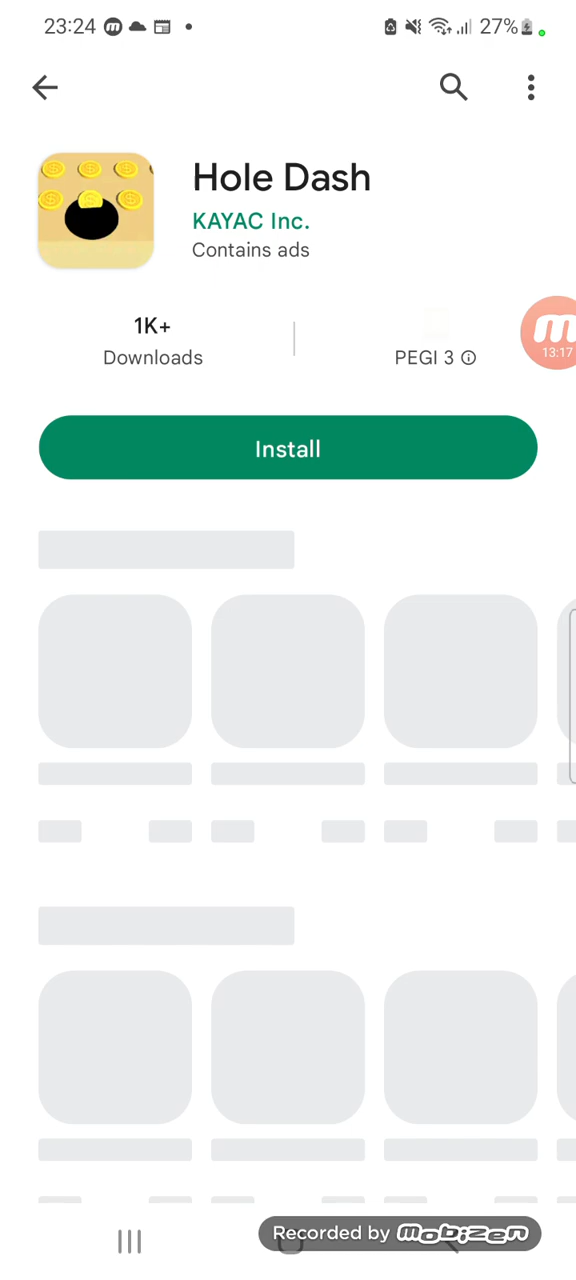 23:24 27%
Hole Dash
KAYAC Inc.
Contains ads
1K+
Downloads
PEGI 3
m
13:17
Install
Recorded by mobizen